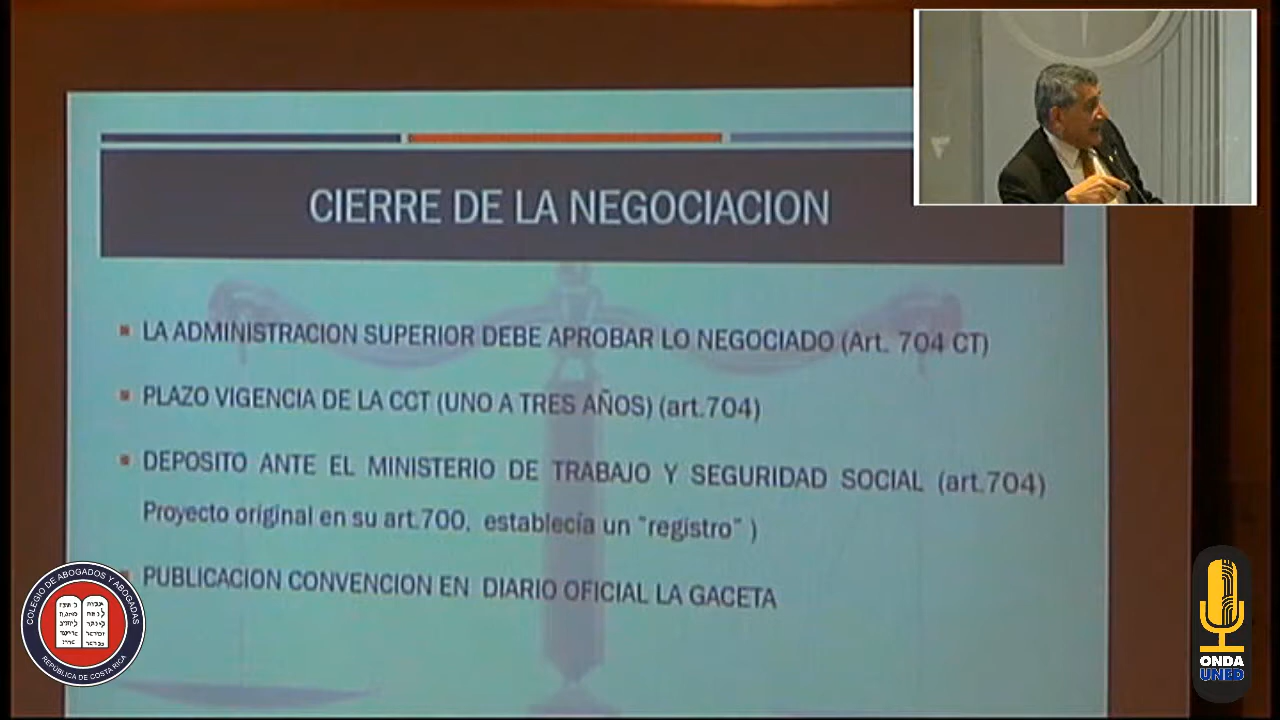 CIERRE DE LA NEGOCIACION
LA ADMINISTRACION SUPERIOR DEBE APROBAR LO NEGOCIADO (Art. 704 CT)
PLAZO VIGENCIA DE LA CCT (UNO A TRES AÑOS) (art.704)
DEPOSITO ANTE EL MINISTERIO DE TRABAJO Y SEGURIDAD SOCIAL (art.704)
Proyecto original en su art.700, establecía un "registro" )
PUBLICACION CONVENCION EN DIARIO OFICIAL LA GACETA
COLEGIO DE ABOGADOS Y ABOGADAS
REPÚBLICA DE COSTA RICA
ONDA
UNED